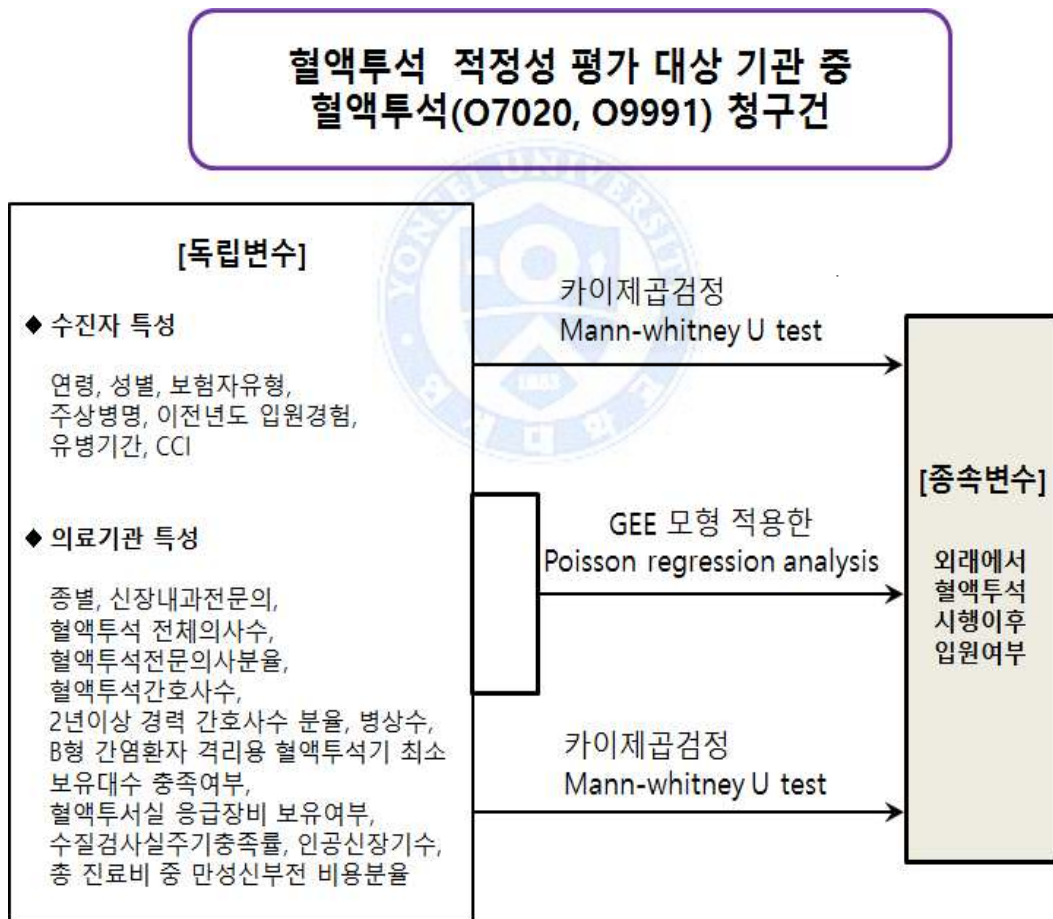 혈액투석 적정성 평가 대상 기관 중
혈액투석(O7020, O9991) 청구건
[독립변수]
◆ 수진자 특성
연령, 성별, 보험자유형,
주상병명, 이전년도 입원경험,
유병기간, CCI
◆ 의료기관 특성
종별, 신장내과전문의,
혈액투석 전체의사수,
혈액투석전문의사분율,
혈액투석간호사수,
2년이상 경력 간호사수 분율, 병상수,
B형 간염환자 격리용 혈액투석기 최소
보유대수 충족여부,
혈액투서실 응급장비 보유여부,
수질검사실주기충족률, 인공신장기수,
총 진료비 중 만성신부전 비용분율
카이제곱검정
Mann-whitney U test
GEE 모형 적용한
Poisson regression analysis
카이제곱검정
Mann-whitney U test
[종속변수]
외래에서
혈액투석
시행이후
입원여부
YONSEI UNIVERSIT
1885